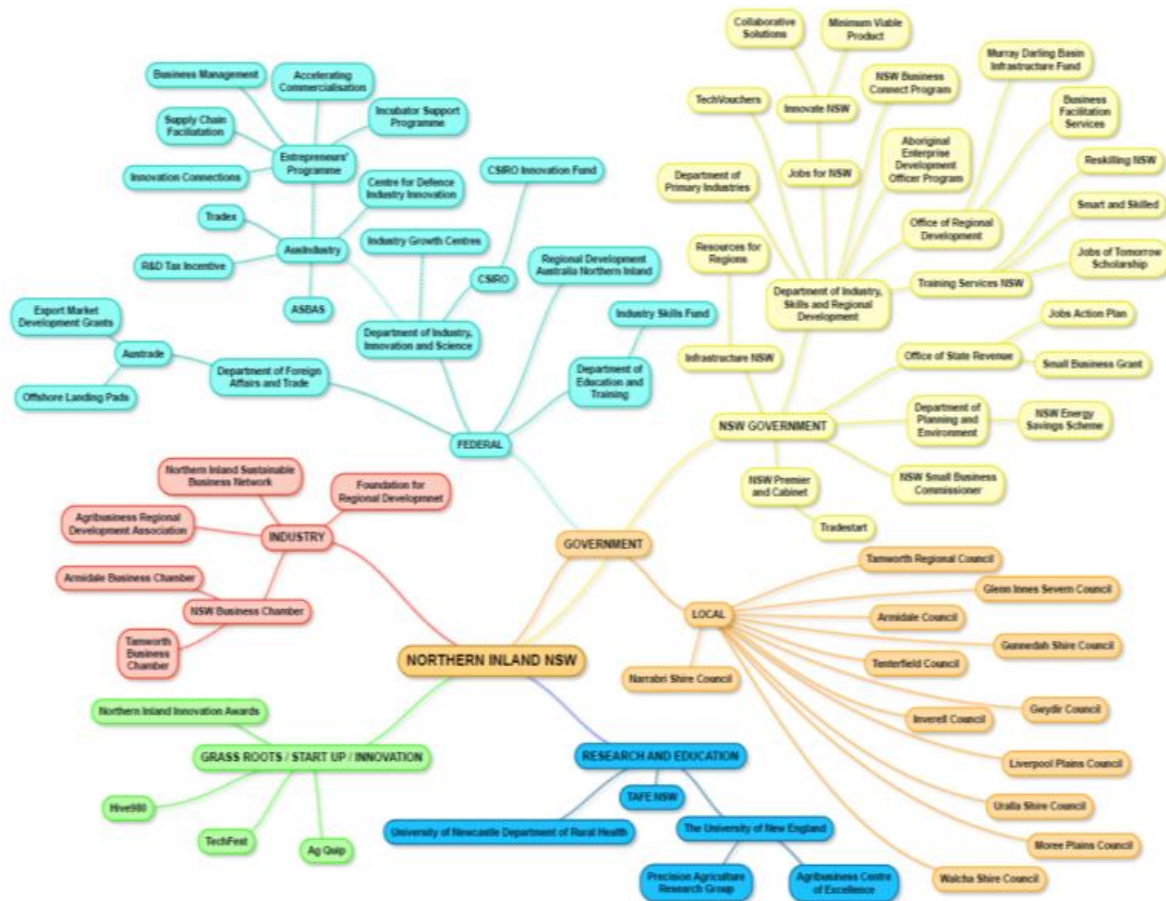 Collaborative
Solutions
Minimum Viable
Product
Murray Darling Basin
Infrastructure Fund
Business Management
Accelerating
Commercialisation
NSW Business
Connect Program
TechVouchers
Innovate NSW
Business
Facilitation
Services
Supply Chain
Faciliatation
Incubator Support
Programme
Entrepreneurs'
Programme
Aboriginal
Enterprise
Development
Officer Program
Reskilling NSW
Innovation Connections
Centre for Defence
Industry Innovation
CSIRO Innovation Fund
Department of
Primary Industries
Jobs for NSW
Smart and Skilled
Tradex
Office of Regional
Development
AusIndustry
Industry Growth Centres
Resources for
Regions
Jobs of Tomorrow
Scholarship
R&D Tax Incentive
Regional Development
Australia Northern Inland
CSIRO
Department of Industry,
Skills and Regional
Development
Training Services NSW
ASBAS
Export Market
Development Grants
Industry Skills Fund
Jobs Action Plan
Department of Industry,
Innovation and Science
Austrade
Infrastructure NSW
Office of State Revenue
Small Business Grant
Department of Foreign
Affairs and Trade
Department of
Education and
Training
Offshore Landing Pads
FEDERAL
NSW GOVERNMENT
Department of
Planning and
Environment
NSW Energy
Savings Scheme
Northern Inland Sustainable
Business Network
Foundation for
Regional Developmnet
NSW Premier
and Cabinet
NSW Small Business
Commissioner
Agribusiness Regional
Development Association
INDUSTRY
GOVERNMENT
Tradestart
Tamworth Regional Council
Armidale Business Chamber
Glenn Innes Severn Council
NSW Business Chamber
LOCAL
Armidale Council
Tamworth
Business
Chamber
Gunnedah Shire Council
NORTHERN INLAND NSW
Tenterfield Council
Narrabri Shire Council
Northern Inland Innovation Awards
Gwydir Council
Inverell Council
GRASS ROOTS / START UP / INNOVATION
RESEARCH AND EDUCATION
Liverpool Plains Council
TAFE NSW
Hive980
Uralla Shire Council
University of Newcastle Department of Rural Health
The University of New England
TechFest
Ag Quip
Moree Plains Council
Precision Agriculture
Research Group
Agribusiness Centre
of Excellence
Walcha Shire Council